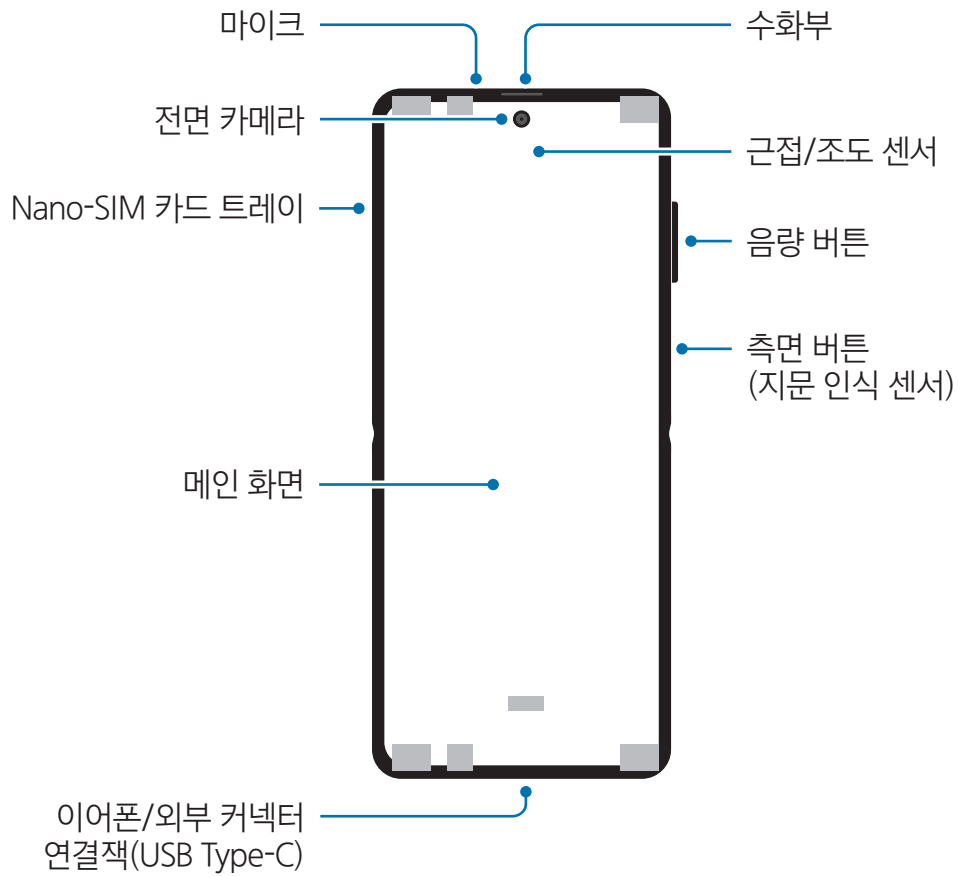 마이크
수화부
전면 카메라
근접/조도 센서
Nano-SIM 카드 트레이
음량 버튼
측면 버튼
(지문 인식 센서)
메인 화면
이어폰/외부 커넥터
연결잭(USB Type-C)